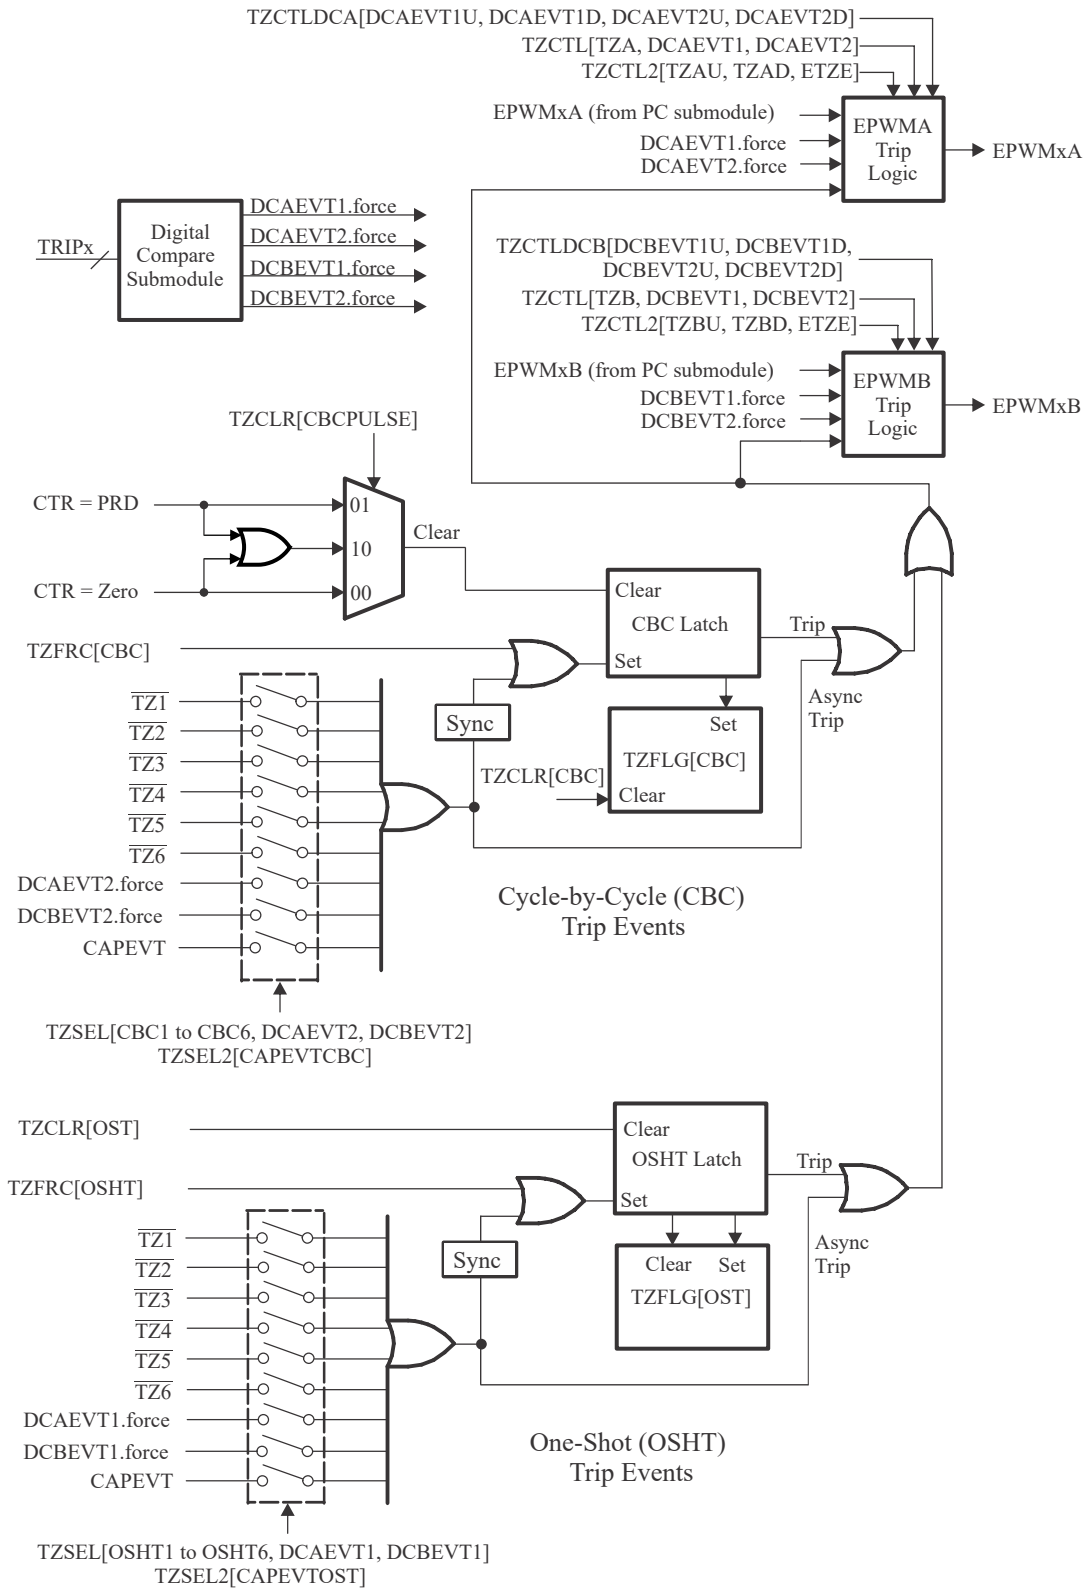 TZCTLDCA[DCAEVT1U, DCAEVT1D, DCAEVT2U, DCAEVT2D]
TZCTL[TZA, DCAEVT1, DCAEVT2]
TZCTL2[TZAU, TZAD, ETZE]
EPWMxA (from PC submodule)
DCAEVT1.force
DCAEVT2.force
EPWMA
Trip
Logic
EPWMxA
TRIPx
Digital
Compare
Submodule
DCAEVT1.force
DCAEVT2.force
DCBEVT1.force
DCBEVT2.force
TZCTLDCB[DCBEVT1U, DCBEVT1D,
DCBEVT2U, DCBEVT2D]
TZCTL[TZB, DCBEVT1, DCBEVT2]
TZCTL2[TZBU, TZBD, ETZE]
EPWMxB (from PC submodule)
DCBEVT1.force
DCBEVT2.force
EPWMB
Trip
Logic
EPWMxB
TZCLR[CBCPULSE]
CTR = PRD
CTR = Zero
01
10
00
Clear
Clear
CBC Latch
Set
Trip
Async
Trip
TZFRC[CBC]
Sync
Set
TZFLG[CBC]
TZCLR[CBC]
Clear
TZ1
TZ2
TZ3
TZ4
TZ5
TZ6
DCAEVT2.force
DCBEVT2.force
CAPEVT
Cycle-by-Cycle (CBC)
Trip Events
TZSEL[CBC1 to CBC6, DCAEVT2, DCBEVT2]
TZSEL2[CAPEVTCBC]
TZCLR[OST]
TZFRC[OSHT]
Clear
OSHT Latch
Set
Trip
Async
Trip
Sync
Clear Set
TZFLG[OST]
TZ1
TZ2
TZ3
TZ4
TZ5
TZ6
DCAEVT1.force
DCBEVT1.force
CAPEVT
One-Shot (OSHT)
Trip Events
TZSEL[OSHT1 to OSHT6, DCAEVT1, DCBEVT1]
TZSEL2[CAPEVTOST]